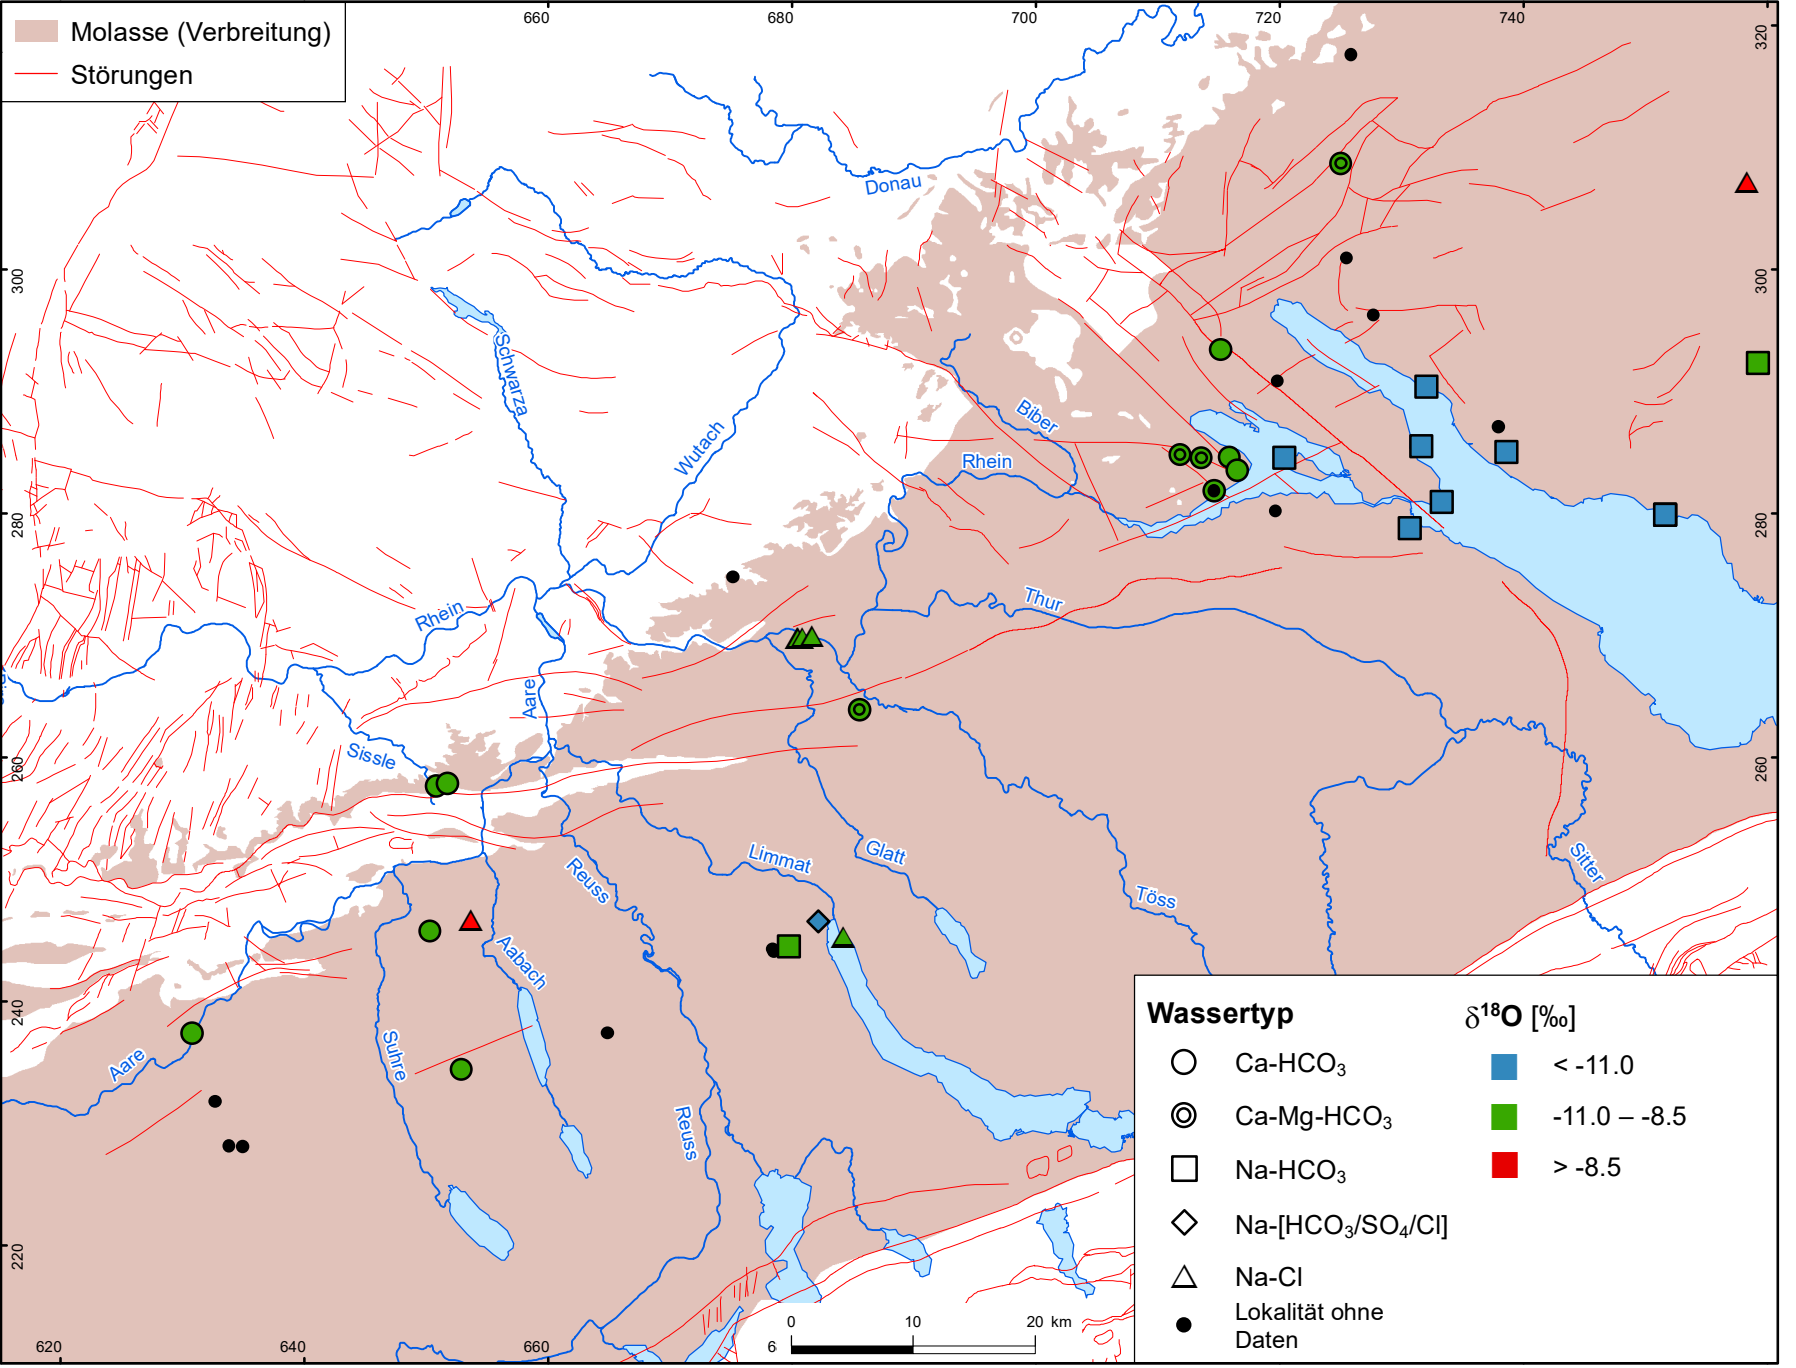 660
680
700
720
740
320
Molasse (Verbreitung)
Störungen
Donau
300
300
Schwarza
Wutach
Biber
Rhein
280
280
Rhein
Thur
Aare
Sissle
260
260
Limmat
Glatt
Reuss
Töss
Sitter
Aabach
240
Aare
Suhre
Reuss
220
Wassertyp
δ¹⁸O [‰]
Ca-HCO₃
< -11.0
Ca-Mg-HCO₃
-11.0 – -8.5
Na-HCO₃
> -8.5
Na-[HCO₃/SO₄/Cl]
Na-Cl
Lokalität ohne
Daten
0
10
20 km
6
620
640
660